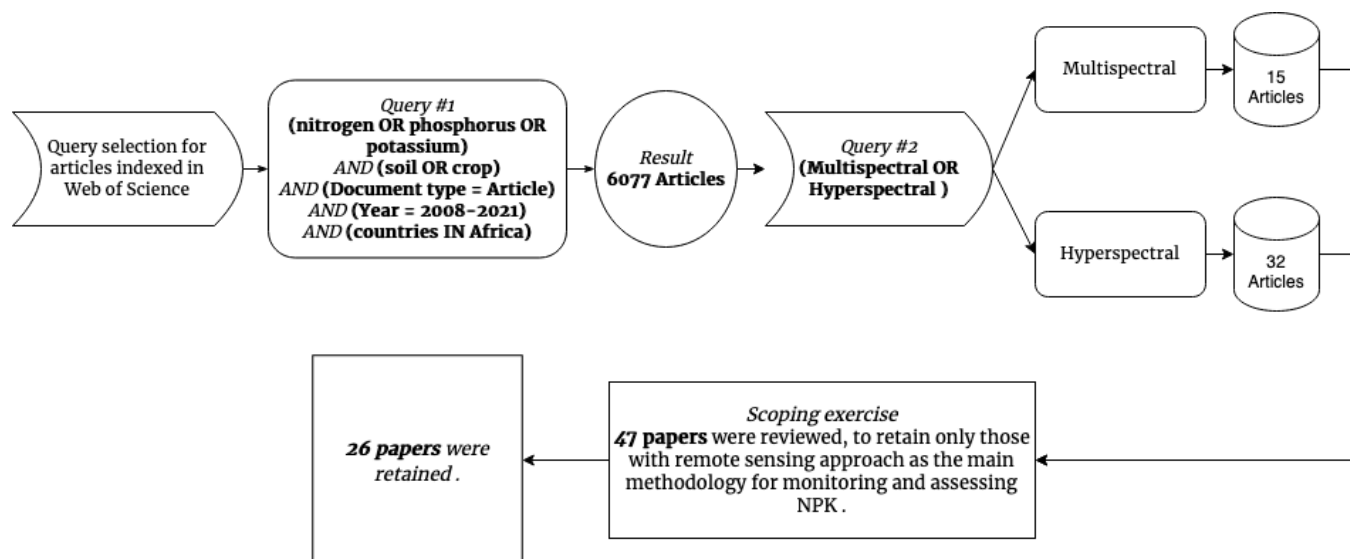 Query selection for
articles indexed in
Web of Science
Query #1
(nitrogen OR phosphorus OR
potassium)
AND (soil OR crop)
AND (Document type = Article)
AND (Year = 2008-2021)
AND (countries IN Africa)
Result
6077 Articles
Query #2
(Multispectral OR
Hyperspectral )
Multispectral
15
Articles
Hyperspectral
32
Articles
Scoping exercise
47 papers were reviewed, to retain only those
with remote sensing approach as the main
methodology for monitoring and assessing
NPK .
26 papers were
retained .